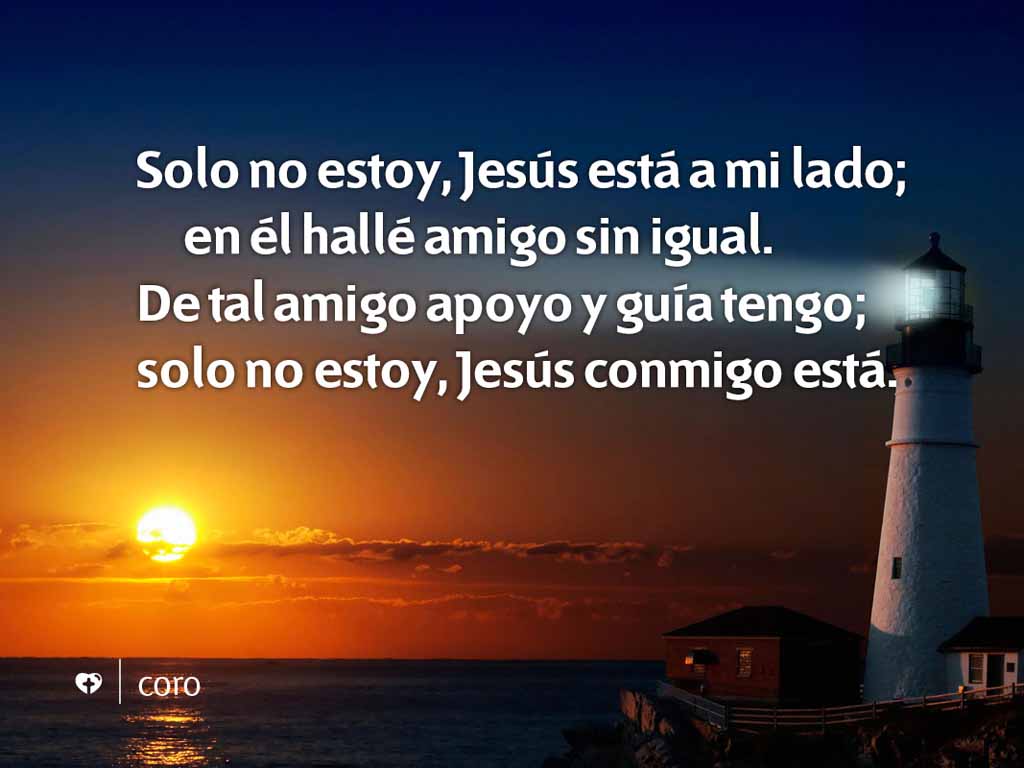 Solo no estoy, Jesús está a mi lado;
en él hallé amigo sin igual.
De tal amigo apoyo y guía tengo;
solo no estoy, Jesús conmigo está.
coro